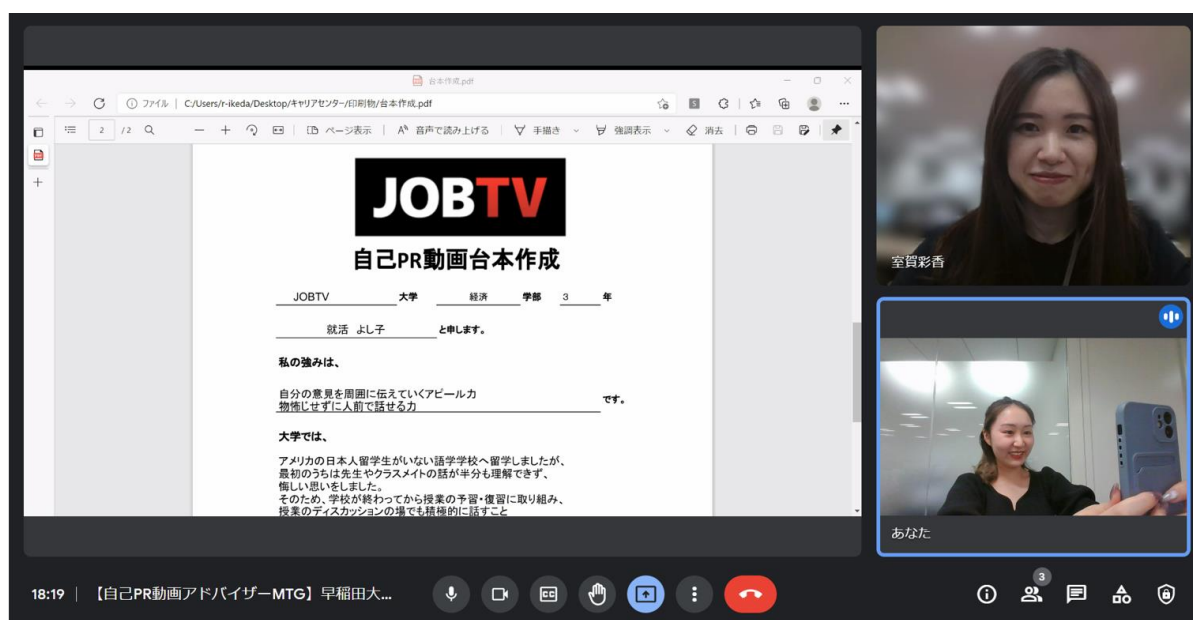 台本作成.pdf
ファイル | C:/Users/r-ikeda/Desktop/キャリアセンター/印刷物/台本作成.pdf
2 / 2 ページ表示 | 音声で読み上げる | 手描き 強調表示 消去
JOBTV
自己PR動画台本作成
JOBTV 大学 経済 学部 3 年
就活 よし子 と申します。
私の強みは、
自分の意見を周囲に伝えていくアピール力
物怖じせずに人前で話せる力 です。
大学では、
アメリカの日本人留学生がいない語学学校へ留学しましたが、
最初のうちは先生やクラスメイトの話が半分も理解できず、
悔しい思いをしました。
そのため、学校が終わってから授業の予習・復習に取り組み、
授業のディスカッションの場でも積極的に話すこと
室賀彩香
あなた
18:19 | 【自己PR動画アドバイザーMTG】早稲田大...
3